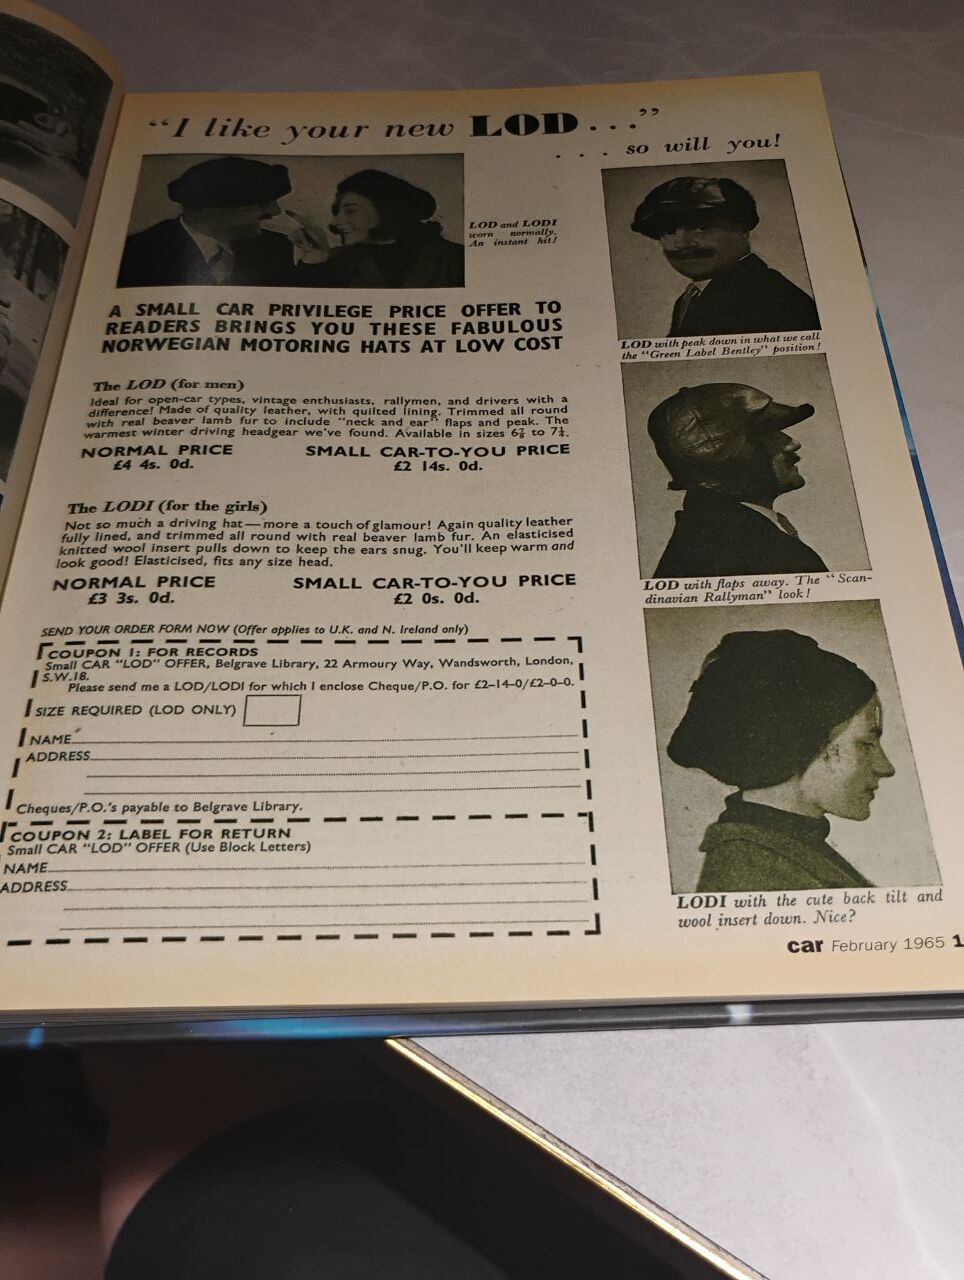 "I like your new LOD..."
... so will you!
LOD and LODI
worn normally.
An instant hit!
A SMALL CAR PRIVILEGE PRICE OFFER TO
READERS BRINGS YOU THESE FABULOUS
NORWEGIAN MOTORING HATS AT LOW COST
The LOD (for men)
Ideal for open-car types, vintage enthusiasts, rallymen, and drivers with a
difference! Made of quality leather, with quilted lining. Trimmed all round
with real beaver lamb fur to include "neck and ear" flaps and peak. The
warmest winter driving headgear we've found. Available in sizes to
NORMAL PRICE SMALL CAR-TO-YOU PRICE
£4 4s. 0d. £2 14s. 0d.
The LODI (for the girls)
Not so much a driving hat—more a touch of glamour! Again quality leather
fully lined, and trimmed all round with real beaver lamb fur. An elasticised
knitted wool insert pulls down to keep the ears snug. You'll keep warm and
look good! Elasticised, fits any size head.
NORMAL PRICE SMALL CAR-TO-YOU PRICE
£3 3s. 0d. £2 0s. 0d.
SEND YOUR ORDER FORM NOW (Offer applies to U.K. and N. Ireland only)
COUPON 1: FOR RECORDS
Small CAR "LOD" OFFER, Belgrave Library, 22 Armoury Way, Wandsworth, London,
S.W.18.
Please send me a LOD/LODI for which I enclose Cheque/P.O. for £2-14-0/£2-0-0.
SIZE REQUIRED (LOD ONLY)
NAME
ADDRESS
Cheques/P.O.'s payable to Belgrave Library.
COUPON 2: LABEL FOR RETURN
Small CAR "LOD" OFFER (Use Block Letters)
NAME
ADDRESS
LOD with peak down in what we call
the "Green Label Bentley" position!
LOD with flaps away. The "Scan-
dinavian Rallyman" look!
LODI with the cute back tilt and
wool insert down. Nice?
car February 1965 1